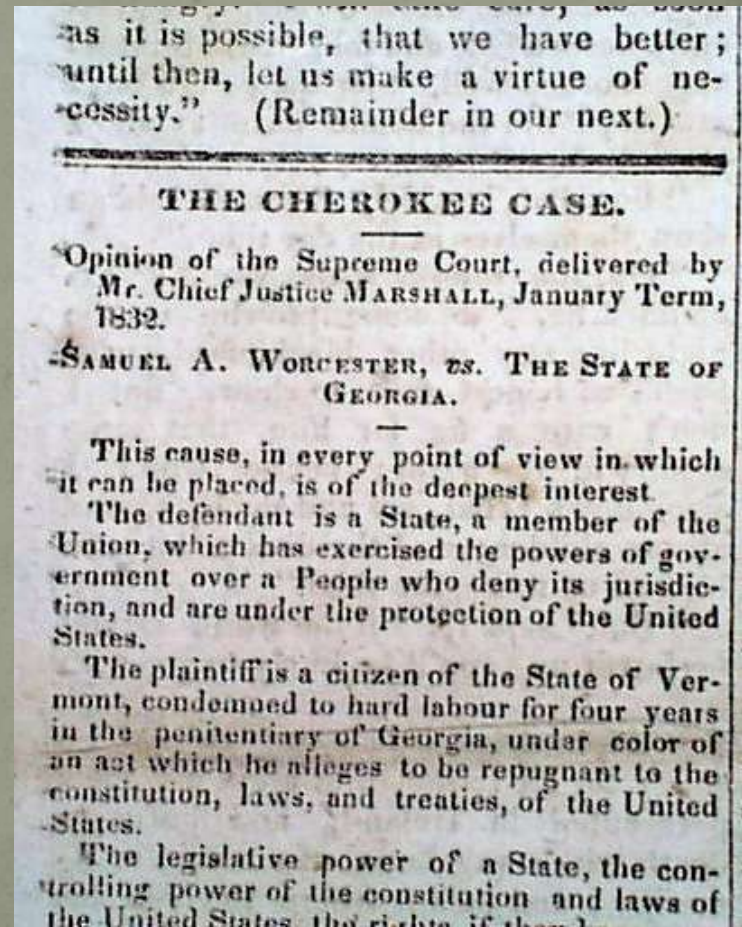 as it is possible, that we have better;
until then, let us make a virtue of ne-
cessity." (Remainder in our next.)
THE CHEROKEE CASE.
Opinion of the Supreme Court, delivered by
Mr. Chief Justice MARSHALL, January Term,
1832.
SAMUEL A. WORCESTER, vs. THE STATE OF
GEORGIA.
This cause, in every point of view in which
it can be placed, is of the deepest interest.
The defendant is a State, a member of the
Union, which has exercised the powers of gov-
ernment over a People who deny its jurisdic-
tion, and are under the protection of the United
States.
The plaintiff is a citizen of the State of Ver-
mont, condemned to hard labour for four years
in the penitentiary of Georgia, under color of
an act which he alleges to be repugnant to the
constitution, laws, and treaties, of the United
States.
The legislative power of a State, the con-
trolling power of the constitution and laws of
the United States, the rights, if they